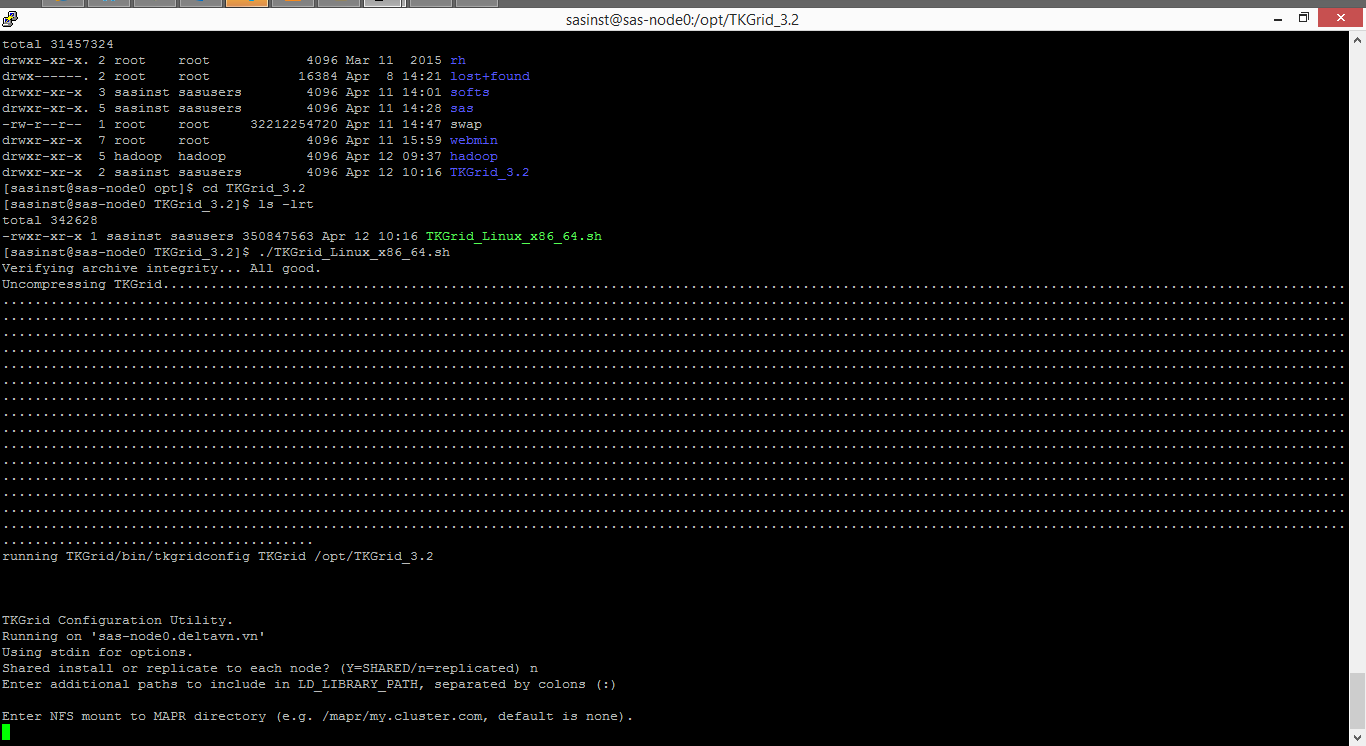 sasinst@sas-node0:/opt/TKGrid_3.2
total 31457324
drwxr-xr-x. 2 root    root            4096 Mar 11  2015 rh
drwx------. 2 root    root           16384 Apr  8 14:21 lost+found
drwxr-xr-x  3 sasinst sasusers        4096 Apr 11 14:01 softs
drwxr-xr-x. 5 sasinst sasusers        4096 Apr 11 14:28 sas
-rw-r--r--  1 root    root     32212254720 Apr 11 14:47 swap
drwxr-xr-x  7 root    root            4096 Apr 11 15:59 webmin
drwxr-xr-x  5 hadoop  hadoop          4096 Apr 12 09:37 hadoop
drwxr-xr-x  2 sasinst sasusers        4096 Apr 12 10:16 TKGrid_3.2
[sasinst@sas-node0 opt]$ cd TKGrid_3.2
[sasinst@sas-node0 TKGrid_3.2]$ ls -lrt
total 342628
-rwxr-xr-x 1 sasinst sasusers 350847563 Apr 12 10:16 TKGrid_Linux_x86_64.sh
[sasinst@sas-node0 TKGrid_3.2]$ ./TKGrid_Linux_x86_64.sh
Verifying archive integrity... All good.
Uncompressing TKGrid....................................................................................................................................................
running TKGrid/bin/tkgridconfig TKGrid /opt/TKGrid_3.2
TKGrid Configuration Utility.
Running on 'sas-node0.deltavn.vn'
Using stdin for options.
Shared install or replicate to each node? (Y=SHARED/n=replicated) n
Enter additional paths to include in LD_LIBRARY_PATH, separated by colons (:)
Enter NFS mount to MAPR directory (e.g. /mapr/my.cluster.com, default is none).